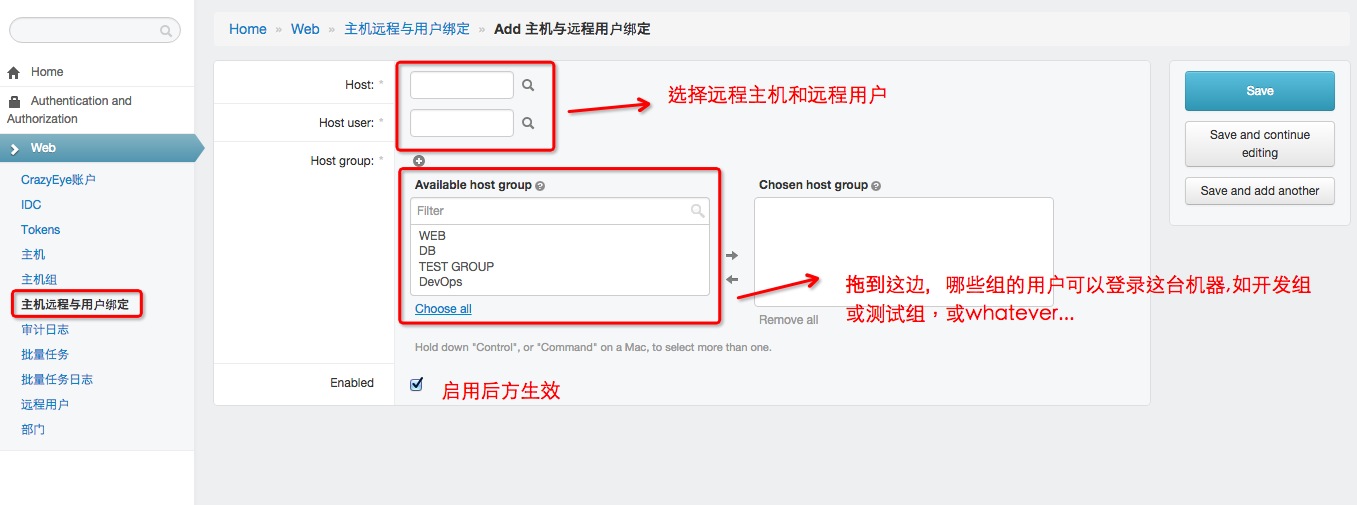 Home » Web » 主机远程与用户绑定 » Add 主机与远程用户绑定
Home
Authentication and
Authorization
Web
CrazyEye账户
IDC
Tokens
主机
主机组
主机远程与用户绑定
审计日志
批量任务
批量任务日志
远程用户
部门
Host: *
Host user: *
选择远程主机和远程用户
Host group: *
Available host group
Filter
WEB
DB
TEST GROUP
DevOps
Choose all
Chosen host group
拖到这边，哪些组的用户可以登录这台机器,如开发组
或测试组，或whatever...
Remove all
Hold down "Control", or "Command" on a Mac, to select more than one.
Enabled
启用后方生效
Save
Save and continue
editing
Save and add another